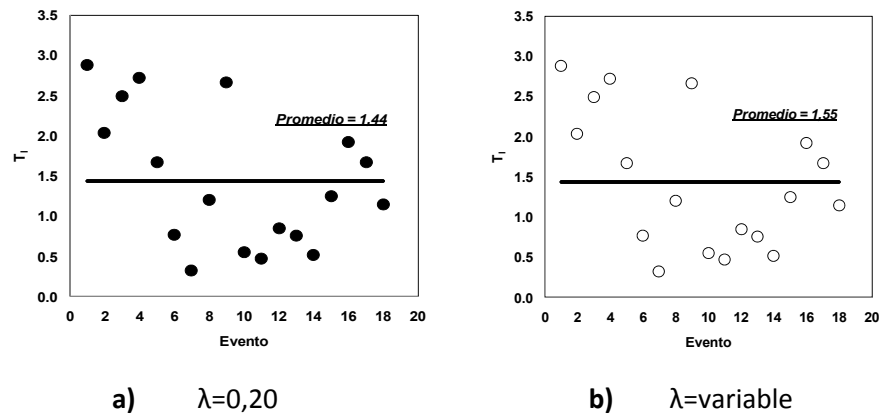 3.5
3.0
2.5
2.0
1.5
1.0
0.5
0.0
T_I
Promedio = 1.44
0 2 4 6 8 10 12 14 16 18 20
Evento
a) λ=0,20
3.5
3.0
2.5
2.0
1.5
1.0
0.5
0.0
T_I
Promedio = 1.55
0 2 4 6 8 10 12 14 16 18 20
Evento
b) λ=variable